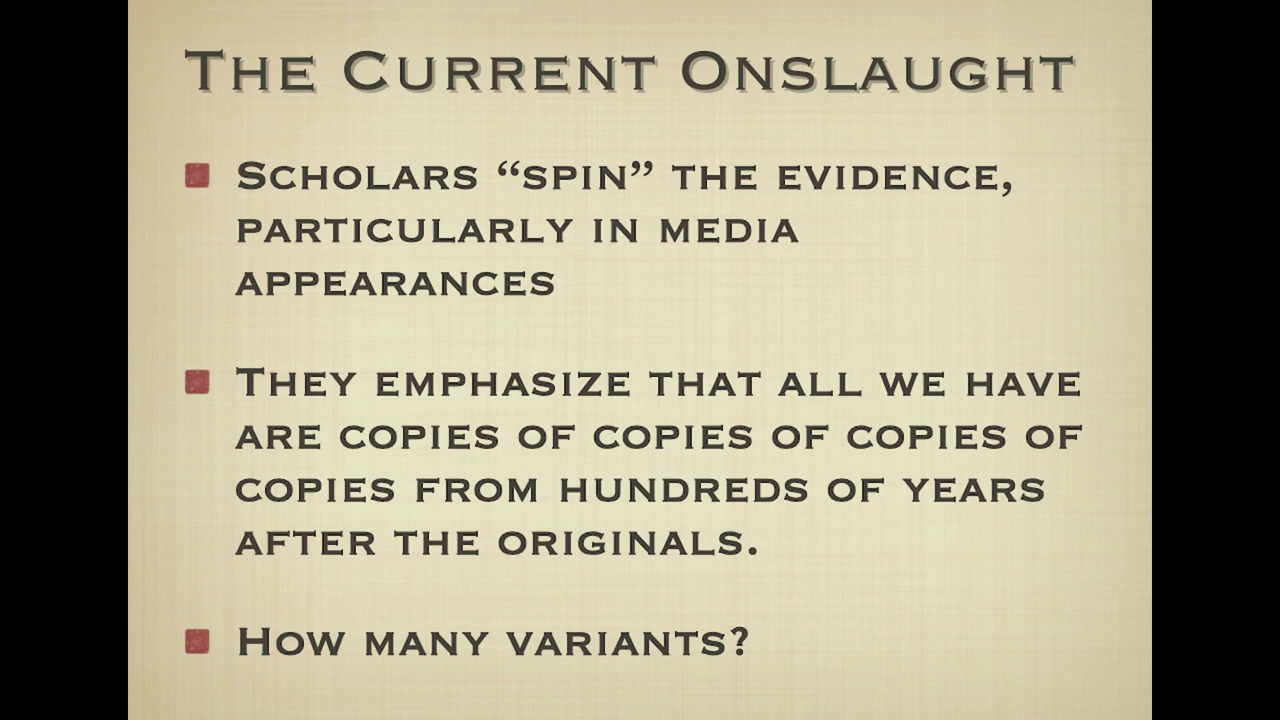 The Current Onslaught
Scholars “spin” the evidence,
particularly in media
appearances
They emphasize that all we have
are copies of copies of copies of
copies from hundreds of years
after the originals.
How many variants?